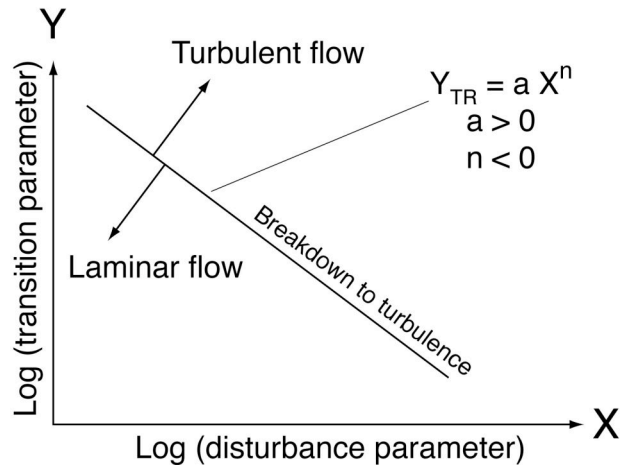 Y
Turbulent flow
Y_TR = a X^n
a > 0
n < 0
Log (transition parameter)
Breakdown to turbulence
Laminar flow
X
Log (disturbance parameter)